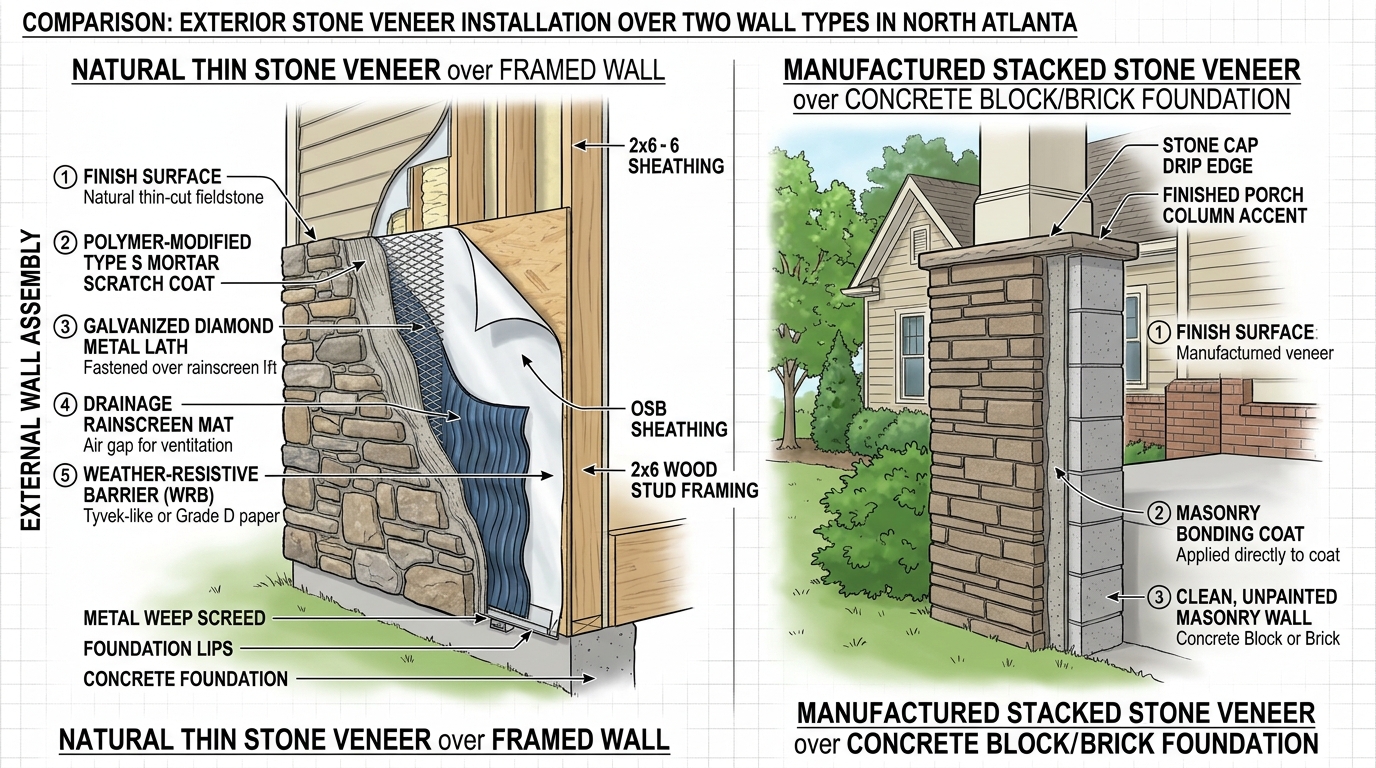 COMPARISON: EXTERIOR STONE VENEER INSTALLATION OVER TWO WALL TYPES IN NORTH ATLANTA
NATURAL THIN STONE VENEER over FRAMED WALL
EXTERNAL WALL ASSEMBLY
1 FINISH SURFACE
Natural thin-cut fieldstone
2 POLYMER-MODIFIED
TYPE S MORTAR
SCRATCH COAT
3 GALVANIZED DIAMOND
METAL LATH
Fastened over rainscreen lft
4 DRAINAGE
RAINSCREEN MAT
Air gap for ventilation
5 WEATHER-RESISTIVE
BARRIER (WRB)
Tyvek-like or Grade D paper
METAL WEEP SCREED
FOUNDATION LIPS
CONCRETE FOUNDATION
2x6 - 6
SHEATHING
OSB
SHEATHING
2x6 WOOD
STUD FRAMING
NATURAL THIN STONE VENEER over FRAMED WALL
MANUFACTURED STACKED STONE VENEER
over CONCRETE BLOCK/BRICK FOUNDATION
STONE CAP
DRIP EDGE
FINISHED PORCH
COLUMN ACCENT
1 FINISH SURFACE:
Manufactumed veneer
2 MASONRY
BONDING COAT
Applied directly to coat
3 CLEAN, UNPAINTED
MASONRY WALL
Concrete Block or Brick
MANUFACTURED STACKED STONE VENEER
over CONCRETE BLOCK/BRICK FOUNDATION